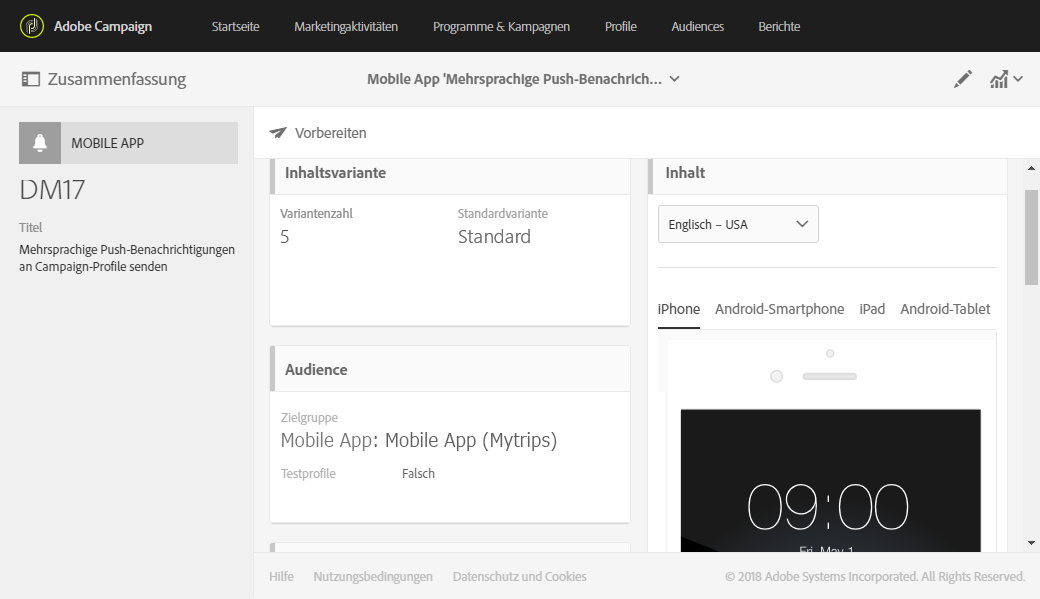 Adobe Campaign
Startseite
Marketingaktivitäten
Programme & Kampagnen
Profile
Audiences
Berichte
Zusammenfassung
Mobile App 'Mehrsprachige Push-Benachrich...
MOBILE APP
DM17
Titel
Mehrsprachige Push-Benachrichtigungen
an Campaign-Profile senden
Vorbereiten
Inhaltsvariante
Variantenzahl
5
Standardvariante
Standard
Audience
Zielgruppe
Mobile App: Mobile App (Mytrips)
Testprofile
Falsch
Inhalt
Englisch – USA
iPhone
Android-Smartphone
iPad
Android-Tablet
09:00
Fri, May 1
Hilfe
Nutzungsbedingungen
Datenschutz und Cookies
© 2018 Adobe Systems Incorporated. All Rights Reserved.